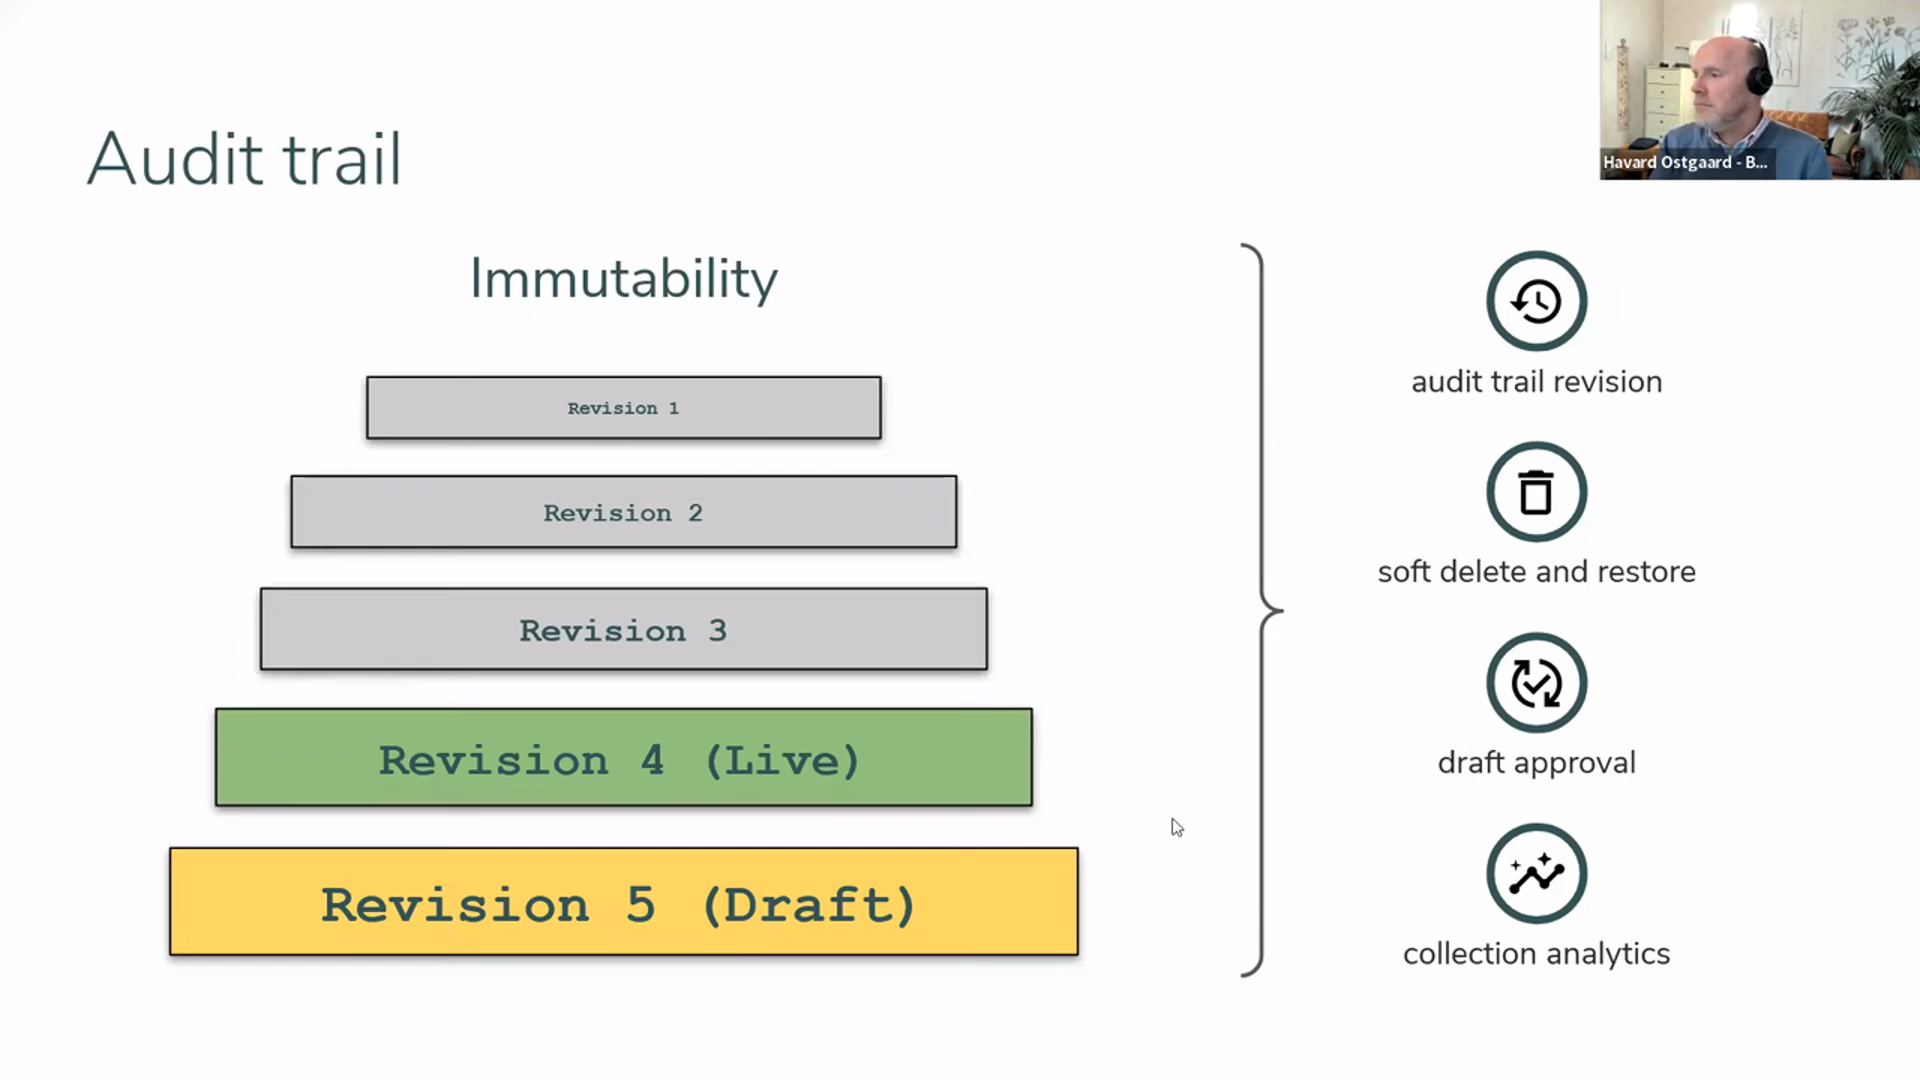 Audit trail
Havard Ostgaard - B...
Immutability
Revision 1
Revision 2
Revision 3
Revision 4 (Live)
Revision 5 (Draft)
audit trail revision
soft delete and restore
draft approval
collection analytics